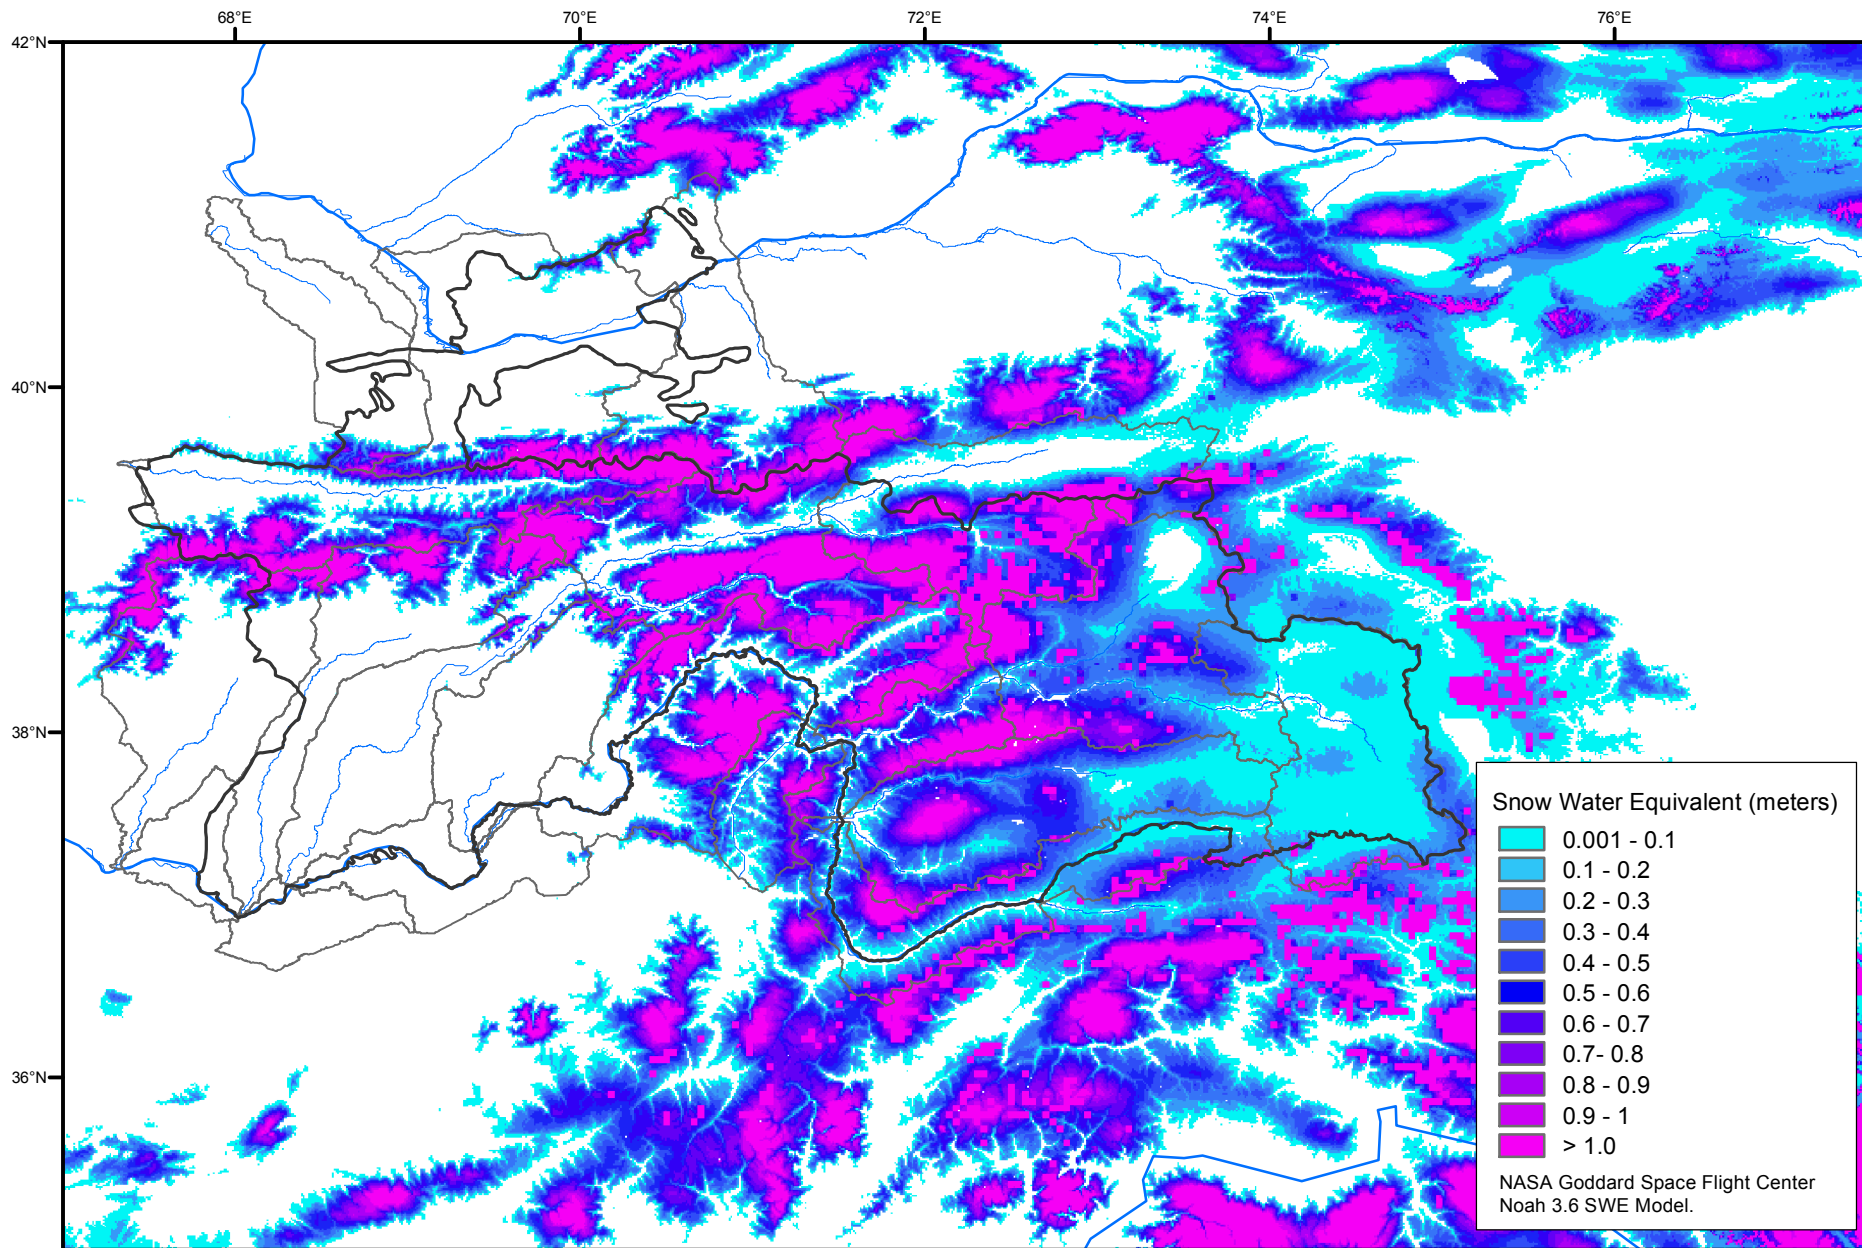 68°E
70°E
72°E
74°E
76°E
42°N
40°N
38°N
36°N
Snow Water Equivalent (meters)
0.001 - 0.1
0.1 - 0.2
0.2 - 0.3
0.3 - 0.4
0.4 - 0.5
0.5 - 0.6
0.6 - 0.7
0.7- 0.8
0.8 - 0.9
0.9 - 1
> 1.0
NASA Goddard Space Flight Center
Noah 3.6 SWE Model.